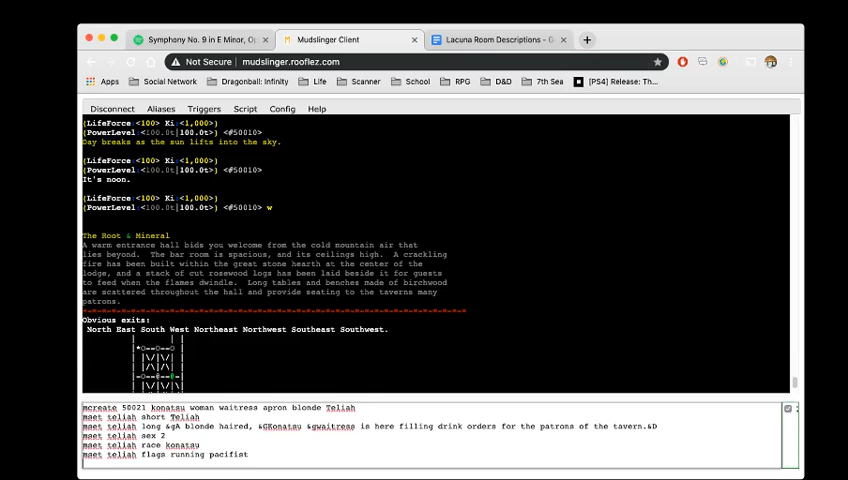 Symphony No. 9 in E Minor, Op
Mudslinger Client
Lacuna Room Descriptions - G
Not Secure | mudslinger.rooflez.com
Apps Social Network Dragonball: Infinity Life Scanner School RPG D&D 7th Sea [PS4] Release: Th...
Disconnect Aliases Triggers Script Config Help
(LifeForce:<100> Ki:<1,000>)
(PowerLevel:<100.0t|100.0t>) <#50010>
Day breaks as the sun lifts into the sky.
(LifeForce:<100> Ki:<1,000>)
(PowerLevel:<100.0t|100.0t>) <#50010>
It's noon.
(LifeForce:<100> Ki:<1,000>)
(PowerLevel:<100.0t|100.0t>) <#50010> w
The Root & Mineral
A warm entrance hall bids you welcome from the cold mountain air that
lies beyond. The bar room is spacious, and its ceilings high. A crackling
fire has been built within the great stone hearth at the center of the
lodge, and a stack of cut rosewood logs has been laid beside it for guests
to feed when the flames dwindle. Long tables and benches made of birchwood
are scattered throughout the hall and provide seating to the taverns many
patrons.
Obvious exits:
North East South West Northeast Northwest Southeast Southwest.
mcreate 50021 konatsu woman waitress apron blonde Teliah
mset teliah short Teliah
mset teliah long &gA blonde haired, &GKonatsu &gwaitress is here filling drink orders for the patrons of the tavern.&D
mset teliah sex 2
mset teliah race konatsu
mset teliah flags running pacifist